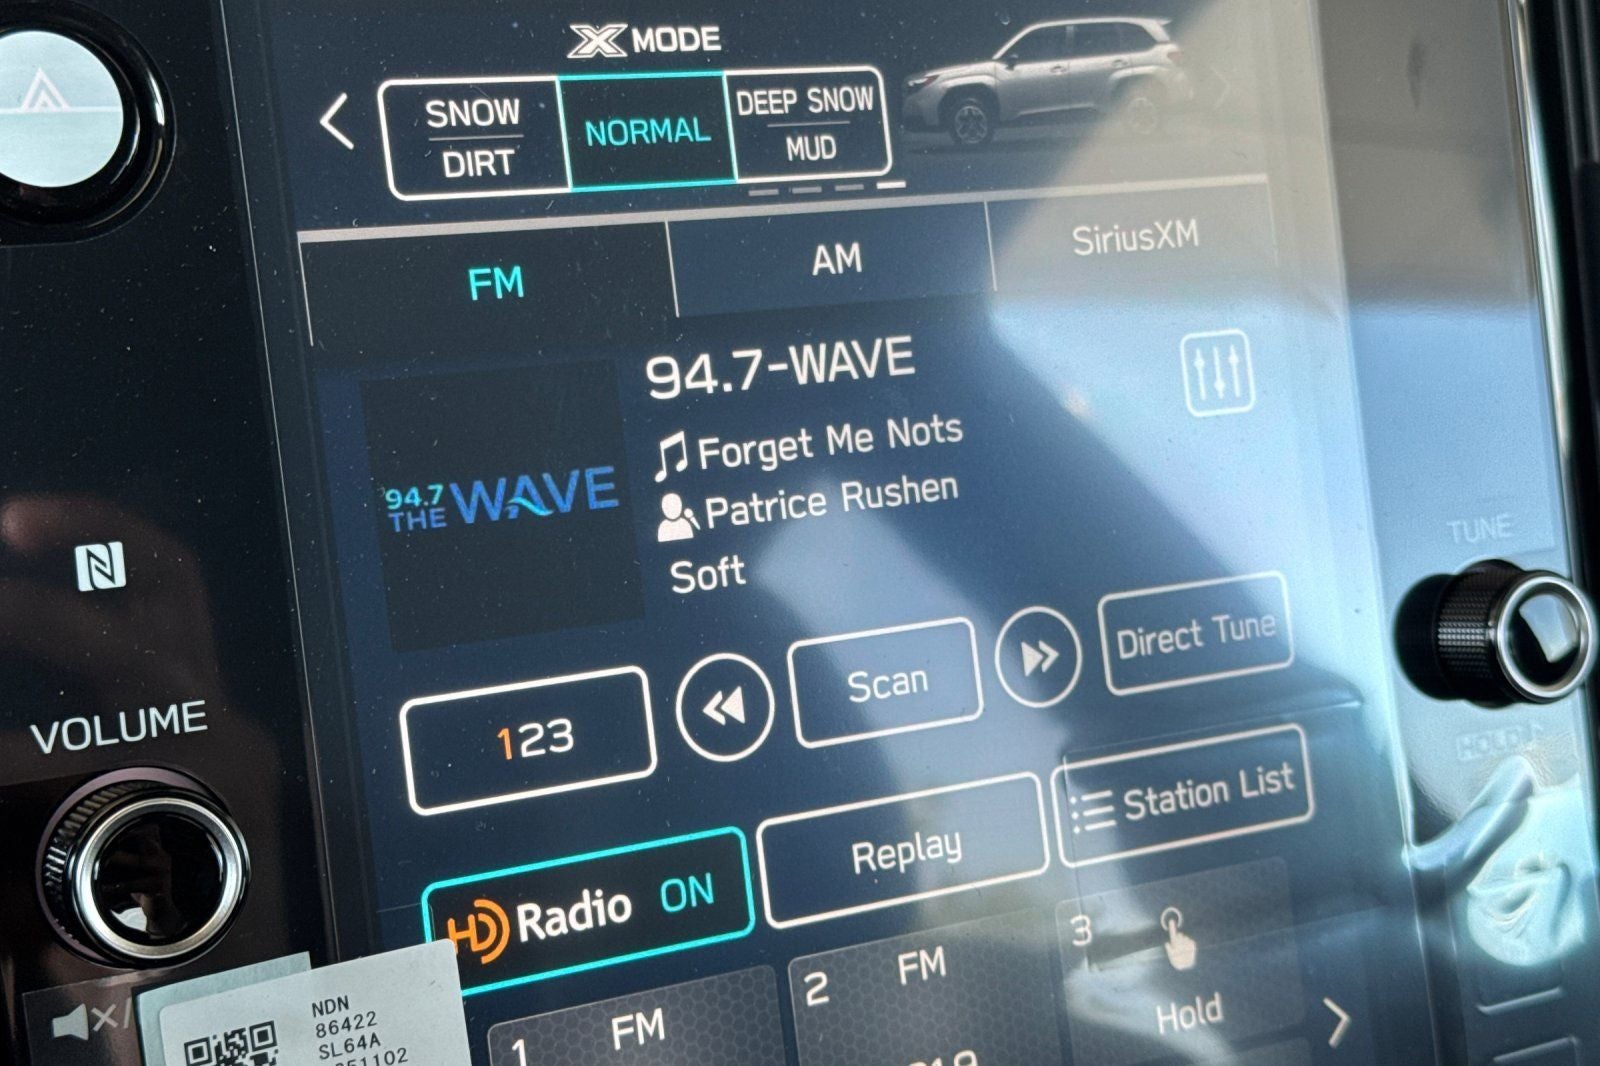 X MODE
SNOW
DIRT
NORMAL
DEEP SNOW
MUD
FM
AM
SiriusXM
94.7-WAVE
94.7
THE WAVE
Forget Me Nots
Patrice Rushen
Soft
123
Scan
Direct Tune
HD Radio ON
Replay
Station List
1 FM
2 FM
3
Hold
VOLUME
TUNE
HOLD
NDN
86422
SL64A